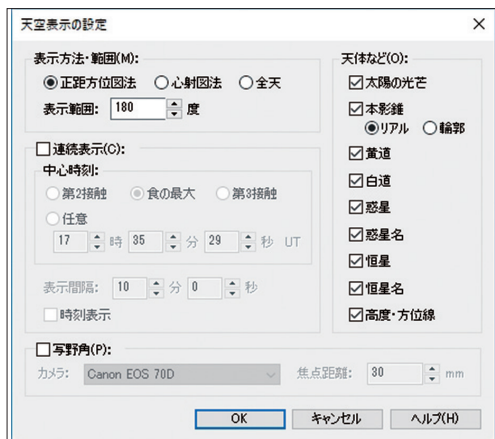 天空表示の設定
表示方法・範囲(M):
正距方位図法 心射図法 全天
表示範囲: 180 度
連続表示(C):
中心時刻:
第2接触 食の最大 第3接触
任意
17 時 35 分 29 秒 UT
表示間隔: 10 分 0 秒
時刻表示
天体など(O):
太陽の光芒
本影錐
リアル 輪郭
黄道
白道
惑星
惑星名
恒星
恒星名
高度・方位線
写野角(P):
カメラ: Canon EOS 70D 焦点距離: 30 mm
OK キャンセル ヘルプ(H)